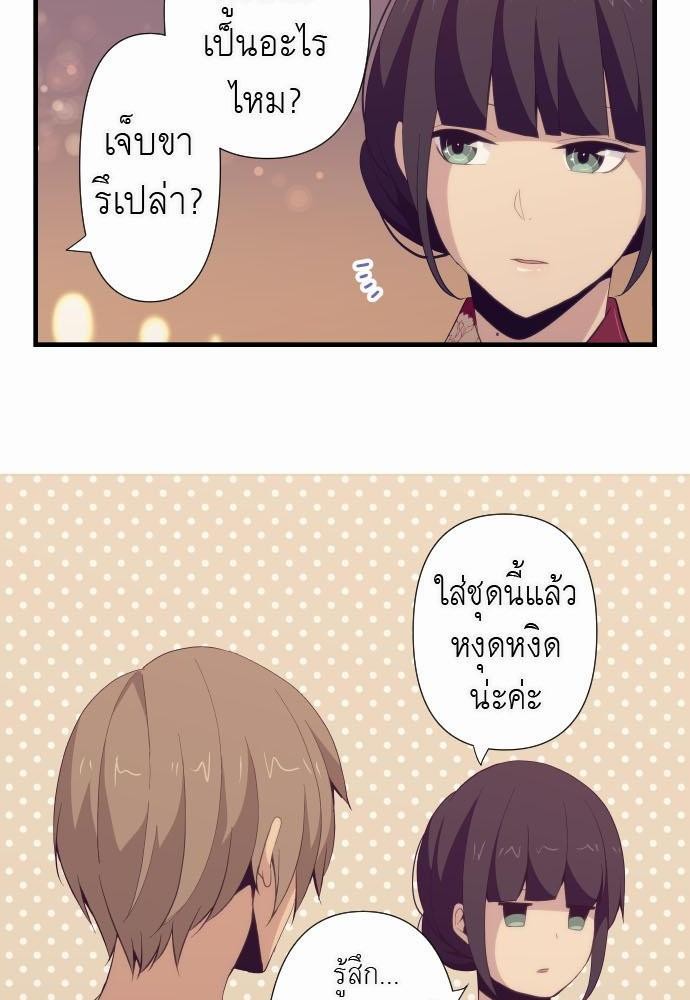 เป็นอะไร
ไหม?
เจ็บขา
รึเปล่า?
ใส่ชุดนี้แล้ว
หงุดหงิด
น่ะค่ะ
รู้สึก...